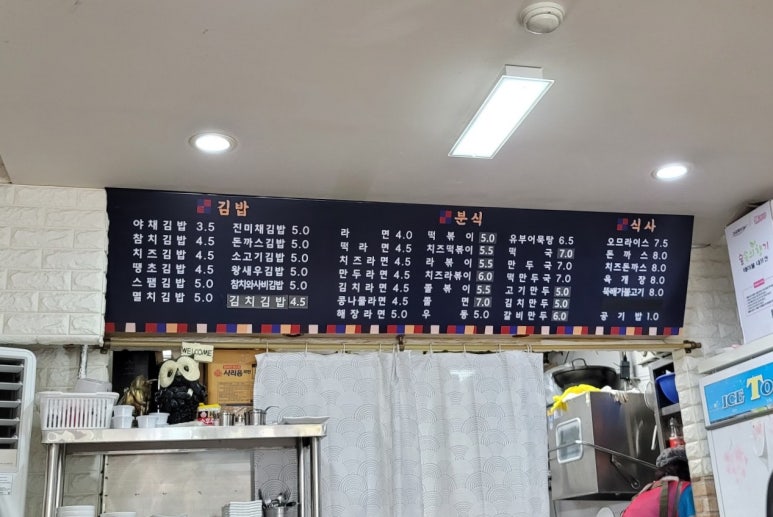 김밥
야채김밥 3.5
참치김밥 4.5
치즈김밥 4.5
땡초김밥 4.5
스팸김밥 5.0
멸치김밥 5.0
진미채김밥 5.0
돈까스김밥 5.0
소고기김밥 5.0
왕새우김밥 5.0
참치와사비김밥 5.0
김치김밥 4.5
분식
라면 4.0
떡라면 4.5
치즈라면 4.5
만두라면 4.5
김치라면 4.5
콩나물라면 4.5
해장라면 5.0
떡볶이 5.0
치즈떡볶이 5.5
라볶이 5.5
치즈라볶이 6.0
쫄볶이 5.5
쫄면 7.0
우동 5.0
유부어묵탕 6.5
떡국 7.0
만두국 7.0
떡만두국 7.0
고기만두 5.0
김치만두 5.0
갈비만두 6.0
식사
오므라이스 7.5
돈까스 8.0
치즈돈까스 8.0
육개장 8.0
뚝배기불고기 8.0
공기밥 1.0
WELCOME
사리용
ICE To